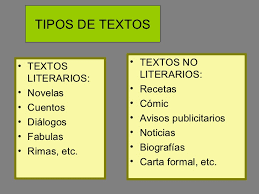 TIPOS DE TEXTOS
• TEXTOS
LITERARIOS:
• Novelas
• Cuentos
• Diálogos
• Fabulas
• Rimas, etc.
• TEXTOS NO
LITERARIOS:
• Recetas
• Cómic
• Avisos publicitarios
• Noticias
• Biografías
• Carta formal, etc.